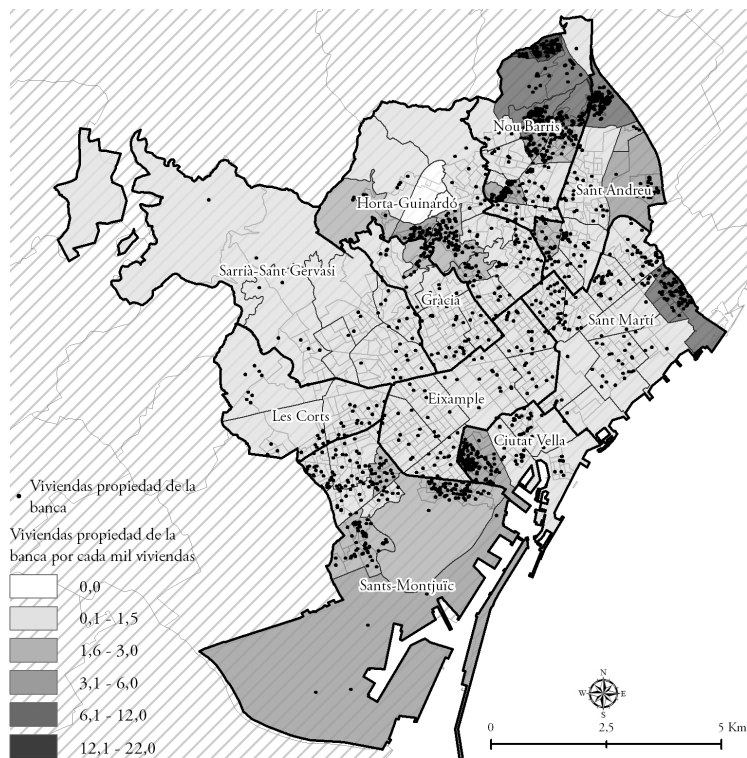 Nou Barris
Sant Andreu
Horta-Guinardó
Sarrià-Sant Gervasi
Gràcia
Sant Martí
Eixample
Les Corts
Ciutat Vella
Sants-Montjuïc
Viviendas propiedad de la
banca
Viviendas propiedad de la
banca por cada mil viviendas
0,0
0,1 - 1,5
1,6 - 3,0
3,1 - 6,0
6,1 - 12,0
12,1 - 22,0
N
W E
S
0 2,5 5 Km